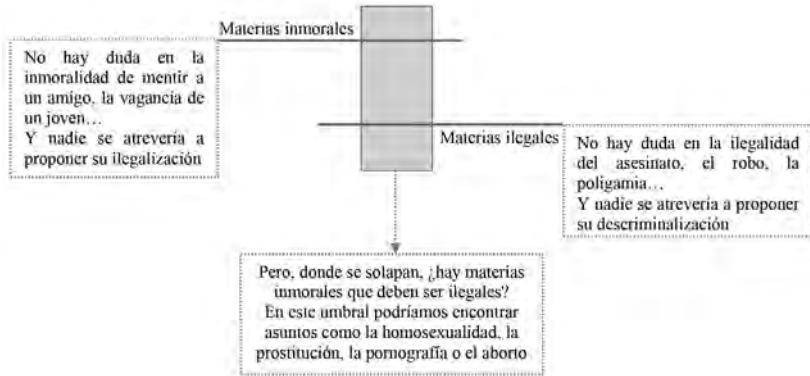 Materias inmorales
No hay duda en la
inmoralidad de mentir a
un amigo, la vagancia de
un joven…
Y nadie se atrevería a
proponer su ilegalización
Materias ilegales
No hay duda en la ilegalidad
del asesinato, el robo, la
poligamia…
Y nadie se atrevería a proponer
su descriminalización
Pero, donde se solapan, ¿hay materias
inmorales que deben ser ilegales?
En este umbral podríamos encontrar
asuntos como la homosexualidad, la
prostitución, la pornografía o el aborto